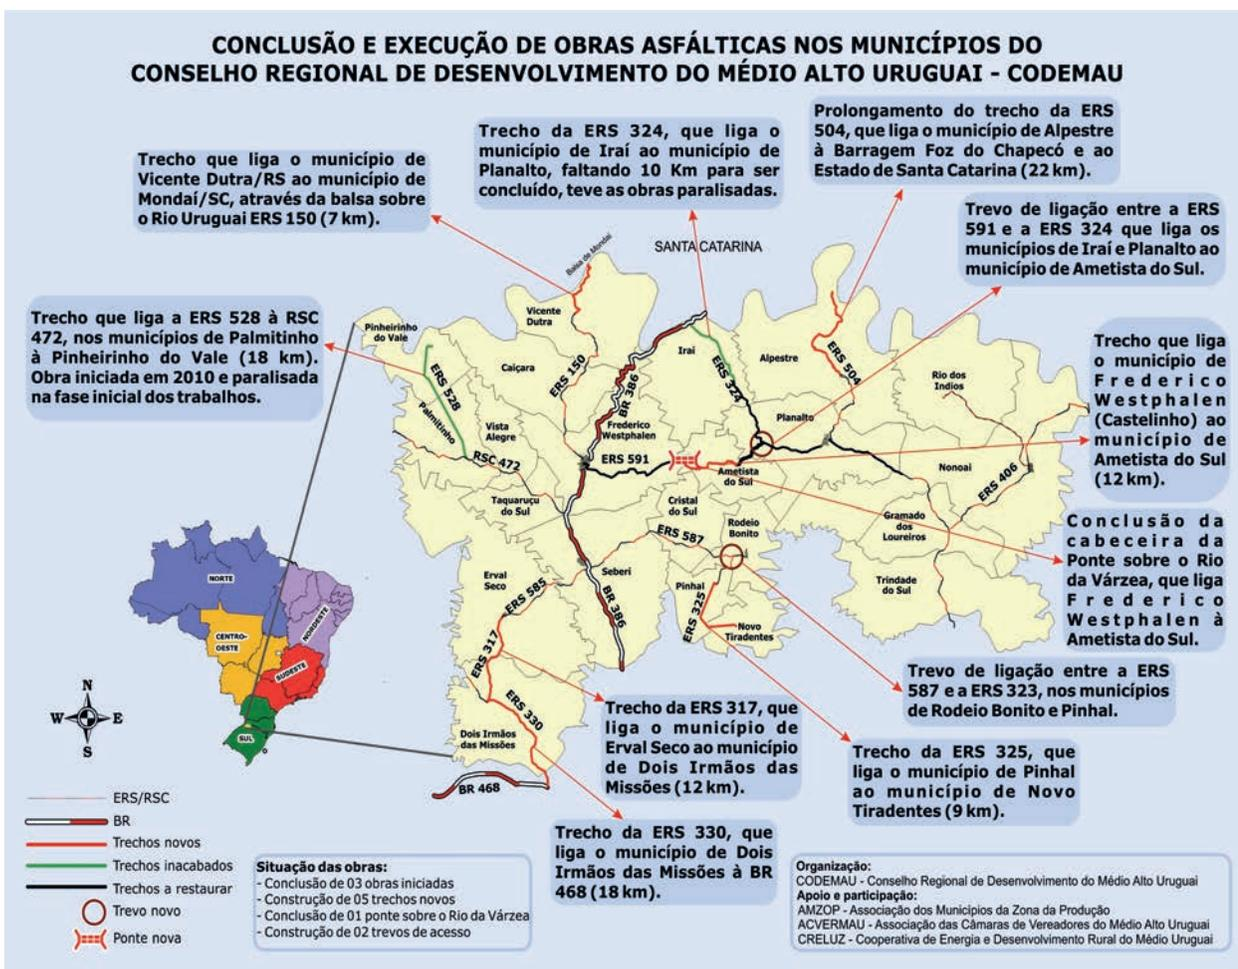 CONCLUSÃO E EXECUÇÃO DE OBRAS ASFÁLTICAS NOS MUNICÍPIOS DO
CONSELHO REGIONAL DE DESENVOLVIMENTO DO MÉDIO ALTO URUGUAI - CODEMAU
Trecho que liga o município de
Vicente Dutra/RS ao município de
Mondaí/SC, através da balsa sobre
o Rio Uruguai ERS 150 (7 km).
Trecho da ERS 324, que liga o
município de Iraí ao município de
Planalto, faltando 10 Km para ser
concluído, teve as obras paralisadas.
Prolongamento do trecho da ERS
504, que liga o município de Alpestre
à Barragem Foz do Chapecó e ao
Estado de Santa Catarina (22 km).
Trevo de ligação entre a ERS
591 e a ERS 324 que liga os
municípios de Iraí e Planalto ao
município de Ametista do Sul.
Trecho que liga a ERS 528 à RSC
472, nos municípios de Palmitinho
à Pinheirinho do Vale (18 km).
Obra iniciada em 2010 e paralisada
na fase inicial dos trabalhos.
Trecho que liga
o município de
Frederico
Westphalen
(Castelinho) ao
município de
Ametista do Sul
(12 km).
Conclusão da
cabeceira da
Ponte sobre o Rio
da Várzea, que liga
Frederico
Westphalen à
Ametista do Sul.
Trevo de ligação entre a ERS
587 e a ERS 323, nos municípios
de Rodeio Bonito e Pinhal.
Trecho da ERS 325, que
liga o município de Pinhal
ao município de Novo
Tiradentes (9 km).
Trecho da ERS 317, que
liga o município de
Erval Seco ao município
de Dois Irmãos das
Missões (12 km).
Trecho da ERS 330, que
liga o município de Dois
Irmãos das Missões à BR
468 (18 km).
SANTA CATARINA
Balsa de Mondaí
Pinheirinho
do Vale
Vicente
Dutra
Caiçara
ERS 150
ERS 528
Palmitinho
Vista
Alegre
RSC 472
Taquaruçu
do Sul
BR 386
Frederico
Westphalen
ERS 591
Iraí
ERS 324
Alpestre
ERS 504
Planalto
Rio dos
Indios
Ametista
do Sul
Nonoai
ERS 406
Cristal
do Sul
Rodeio
Bonito
Gramado
dos
Loureiros
Trindade
do Sul
ERS 587
Seberi
Erval
Seco
ERS 585
BR 386
Pinhal
ERS 325
Novo
Tiradentes
ERS 317
ERS 330
Dois Irmãos
das Missões
BR 468
NORTE
NORDESTE
CENTRO-
OESTE
SUDESTE
SUL
N
W
E
S
ERS/RSC
BR
Trechos novos
Trechos inacabados
Trechos a restaurar
Trevo novo
Ponte nova
Situação das obras:
- Conclusão de 03 obras iniciadas
- Construção de 05 trechos novos
- Conclusão de 01 ponte sobre o Rio da Várzea
- Construção de 02 trevos de acesso
Organização:
CODEMAU - Conselho Regional de Desenvolvimento do Médio Alto Uruguai
Apoio e participação:
AMZOP - Associação dos Municipios da Zona da Produção
ACVERMAU - Associação das Câmaras de Vereadores do Médio Alto Uruguai
CRELUZ - Cooperativa de Energia e Desenvolvimento Rural do Médio Uruguai